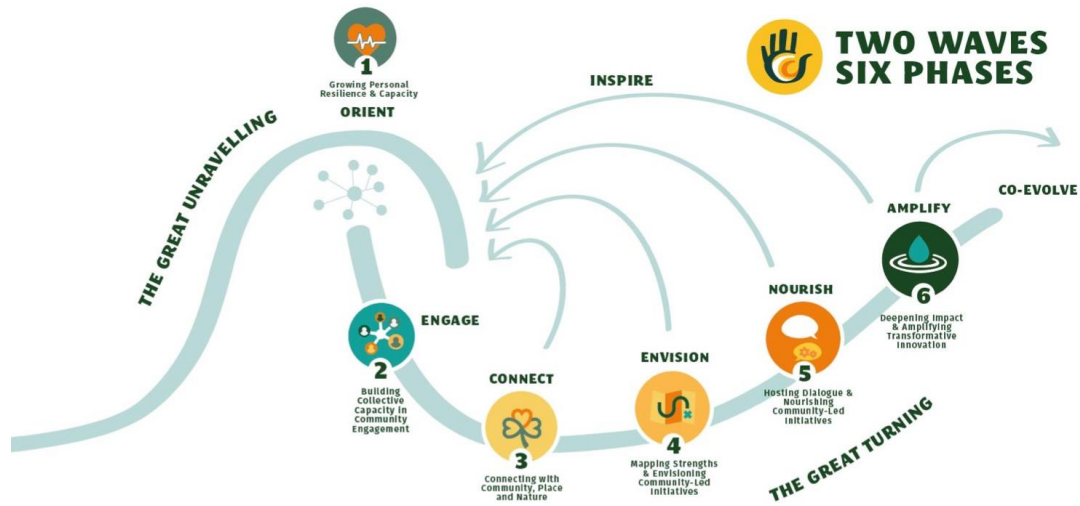 TWO WAVES
SIX PHASES
THE GREAT UNRAVELLING
1
Growing Personal
Resilience & Capacity
ORIENT
INSPIRE
ENGAGE
2
Building
Collective
Capacity in
Community
Engagement
CONNECT
3
Connecting with
Community, Place
and Nature
ENVISION
4
Mapping Strengths
& Envisioning
Community-Led
Initiatives
NOURISH
5
Hosting Dialogue &
Nourishing
Community-Led
Initiatives
AMPLIFY
6
Deepening Impact
& Amplifying
Transformative
Innovation
CO-EVOLVE
THE GREAT TURNING